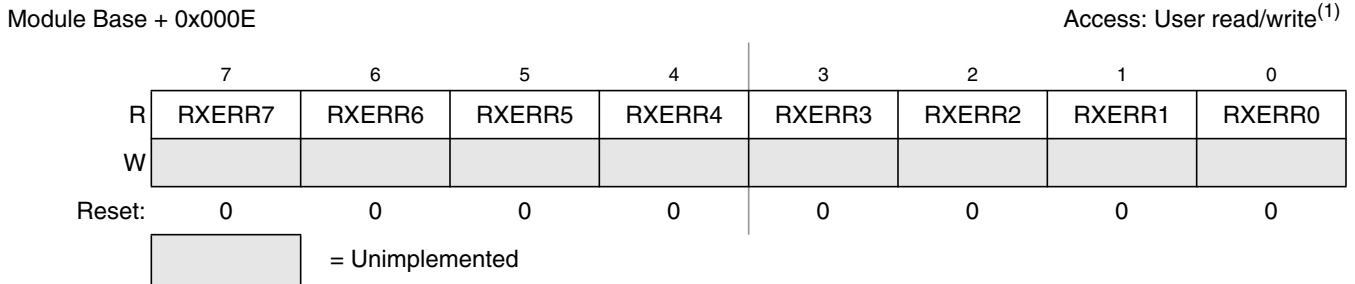 Module Base + 0x000E Access: User read/write(1)
7 6 5 4 3 2 1 0
R RXERR7 RXERR6 RXERR5 RXERR4 RXERR3 RXERR2 RXERR1 RXERR0
W
Reset: 0 0 0 0 0 0 0 0
= Unimplemented